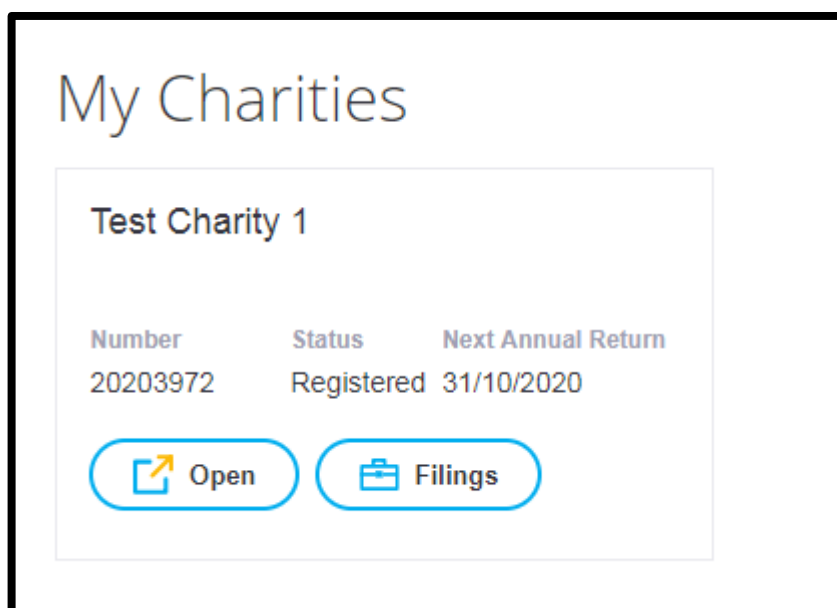 My Charities
Test Charity 1
Number Status Next Annual Return
20203972 Registered 31/10/2020
Open Filings